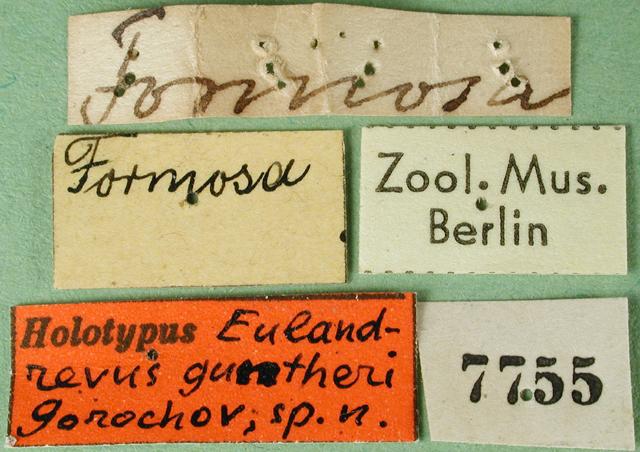 Formosa
Formosa
Zool. Mus.
Berlin
Holotypus Euland-
revus guntheri
Gorochov, sp. n.
7755